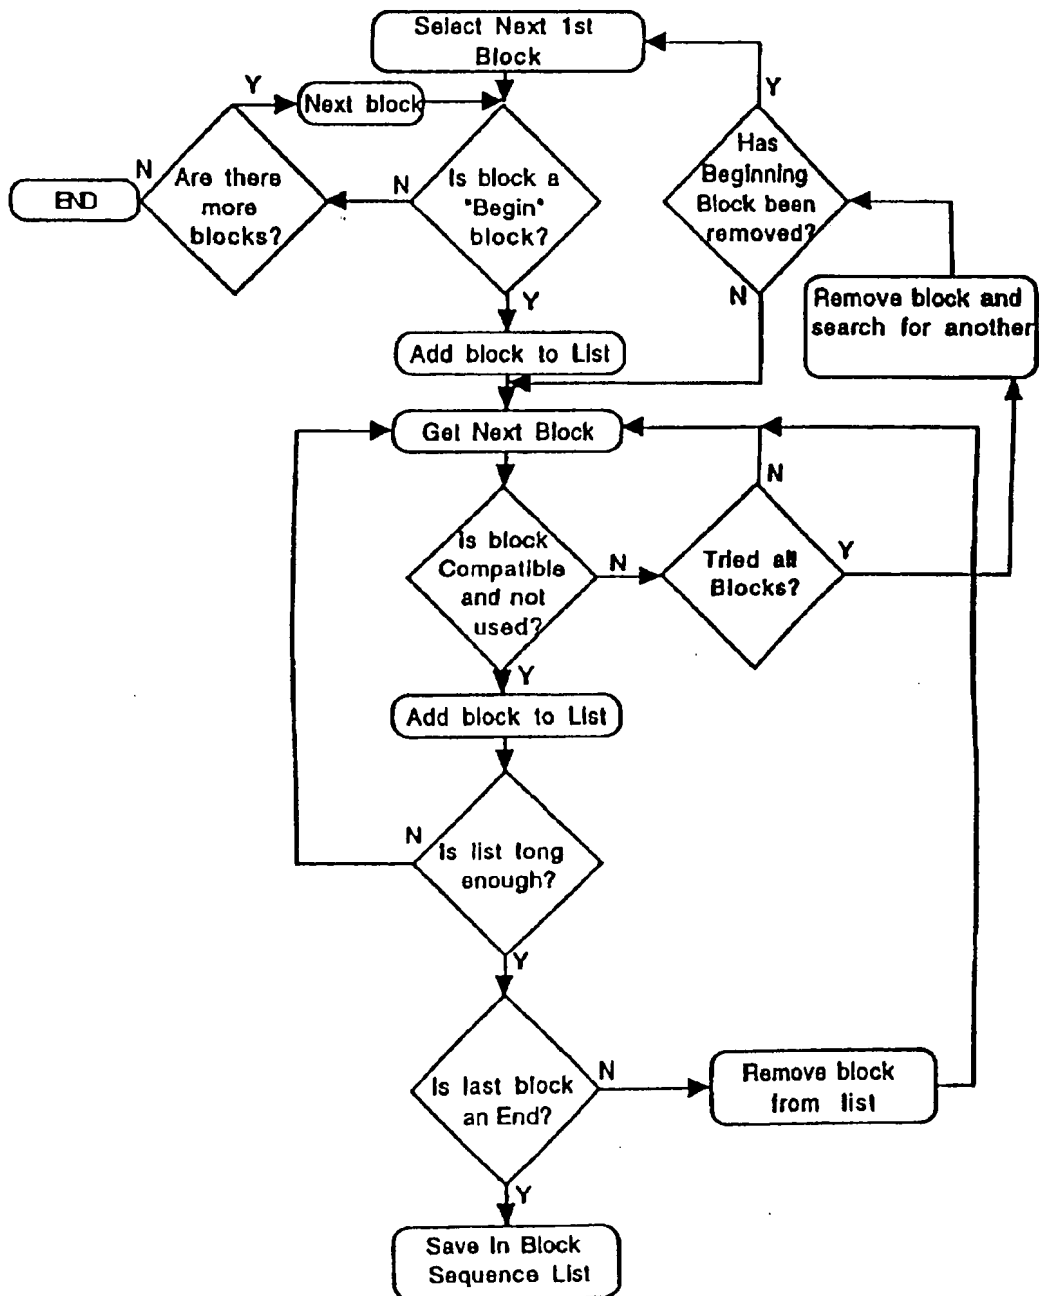 Select Next 1st
Block
Y
Next block
Y
N
Are there
more
blocks?
END
N
Is block a
"Begin"
block?
Has
Beginning
Block been
removed?
N
Y
Remove block and
search for another
Add block to List
Get Next Block
N
Is block
Compatible
and not
used?
N
Tried all
Blocks?
Y
Y
Add block to List
N
Is list long
enough?
Y
Is last block
an End?
N
Remove block
from list
Y
Save In Block
Sequence List